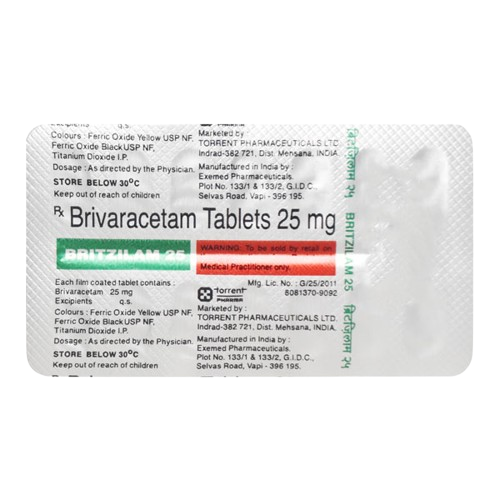 Excipients q.s.
Colours : Ferric Oxide Yellow USP NF,
Ferric Oxide Black USP NF,
Titanium Dioxide I.P.
Dosage : As directed by the Physician.
STORE BELOW 30°C
Keep out of reach of children
PHARMA
Marketed by :
TORRENT PHARMACEUTICALS LTD.
Indrad-382 721, Dist. Mehsana, INDIA.
Manufactured in India by :
Exemed Pharmaceuticals.
Plot No. 133/1 & 133/2, G.I.D.C.,
Selvas Road, Vapi - 396 195.
Rx Brivaracetam Tablets 25 mg
BRITZILAM 25
WARNING: To be sold by retail on
Medical Practitioner only.
Each film coated tablet contains :
Brivaracetam 25 mg
Excipients q.s.
Colours : Ferric Oxide Yellow USP NF,
Ferric Oxide Black USP NF,
Titanium Dioxide I.P.
Dosage : As directed by the Physician.
STORE BELOW 30°C
Keep out of reach of children
Mfg. Lic. No. : G/25/2011
torrent 6081370-9092
PHARMA
Marketed by :
TORRENT PHARMACEUTICALS LTD.
Indrad-382 721, Dist. Mehsana, INDIA.
Manufactured in India by :
Exemed Pharmaceuticals.
Plot No. 133/1 & 133/2, G.I.D.C.,
Selvas Road, Vapi - 396 195.
ब्रिटज़िलाम २५
BRITZILAM 25
ब्रिटज़िलाम २५